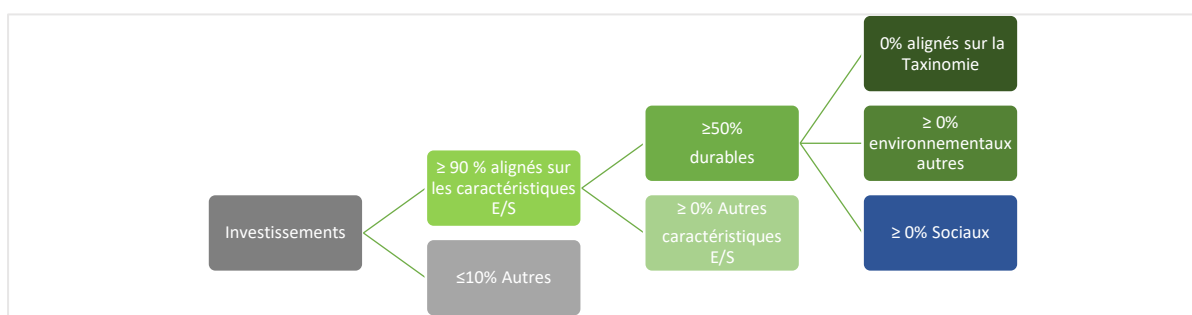 Investissements
≥ 90 % alignés sur
les caractéristiques
E/S
≤10% Autres
≥50%
durables
≥ 0% Autres
caractéristiques
E/S
0% alignés sur la
Taxinomie
≥ 0%
environnementaux
autres
≥ 0% Sociaux